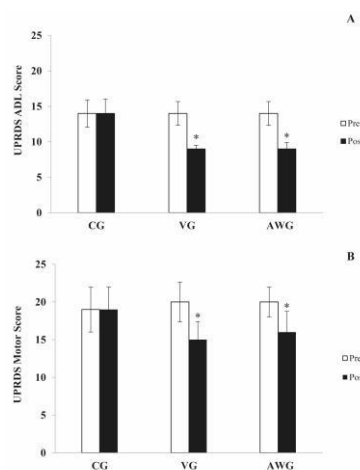 A
UPRDS ADL Score
25
20
15
10
5
0
*
*
CG
VG
AWG
Pre
Pos
B
UPRDS Motor Score
25
20
15
10
5
0
*
*
CG
VG
AWG
Pre
Pos